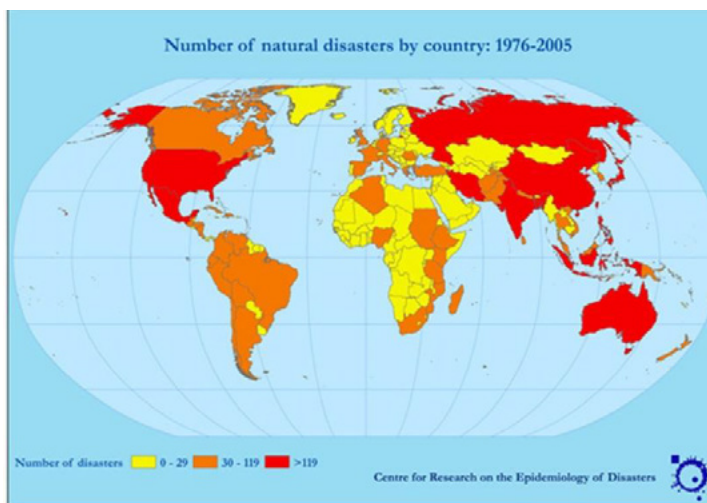 Number of natural disasters by country: 1976-2005
Number of disasters 0 - 29 30 - 119 >119
Centre for Research on the Epidemiology of Disasters